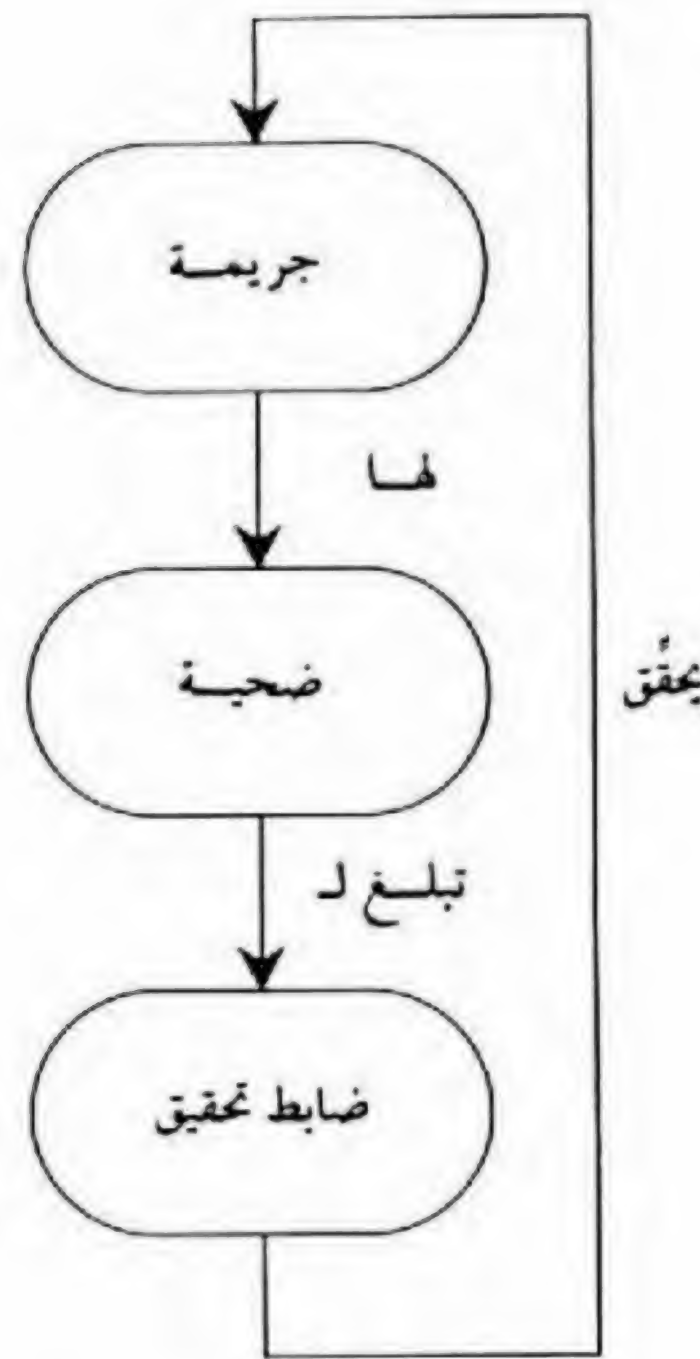 جريمة
لها
ضحية
يحقق
تبلغ لـ
ضابط تحقيق